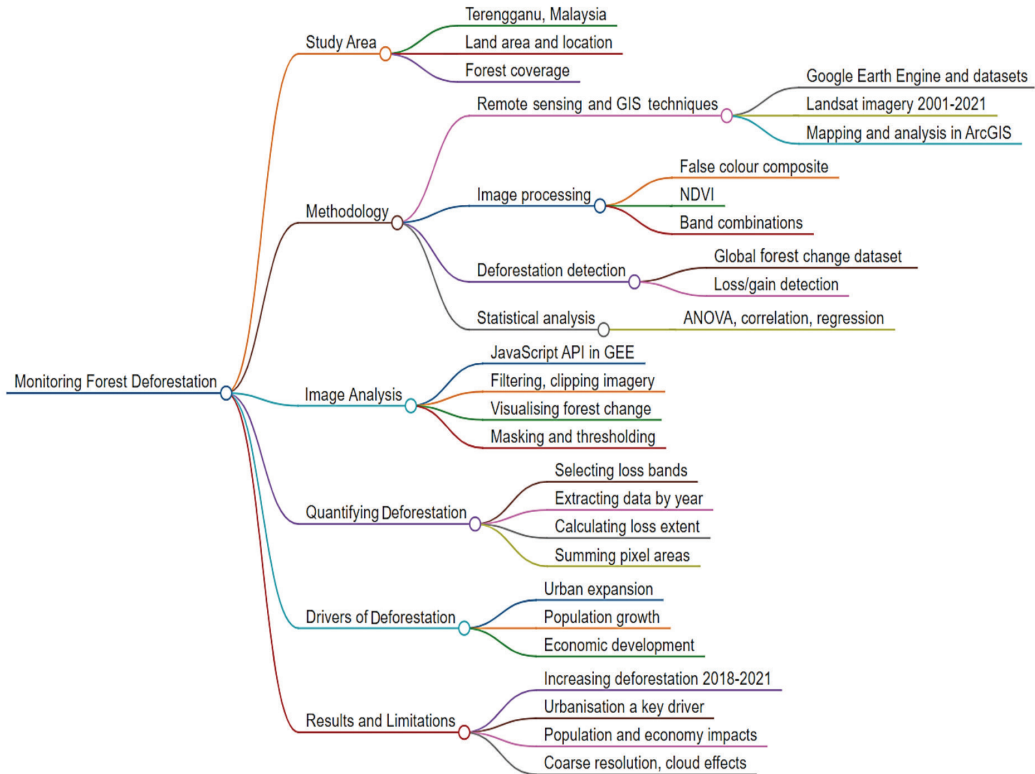 Monitoring Forest Deforestation
Study Area
Terengganu, Malaysia
Land area and location
Forest coverage
Methodology
Remote sensing and GIS techniques
Google Earth Engine and datasets
Landsat imagery 2001-2021
Mapping and analysis in ArcGIS
Image processing
False colour composite
NDVI
Band combinations
Deforestation detection
Global forest change dataset
Loss/gain detection
Statistical analysis
ANOVA, correlation, regression
Image Analysis
JavaScript API in GEE
Filtering, clipping imagery
Visualising forest change
Masking and thresholding
Quantifying Deforestation
Selecting loss bands
Extracting data by year
Calculating loss extent
Summing pixel areas
Drivers of Deforestation
Urban expansion
Population growth
Economic development
Results and Limitations
Increasing deforestation 2018-2021
Urbanisation a key driver
Population and economy impacts
Coarse resolution, cloud effects